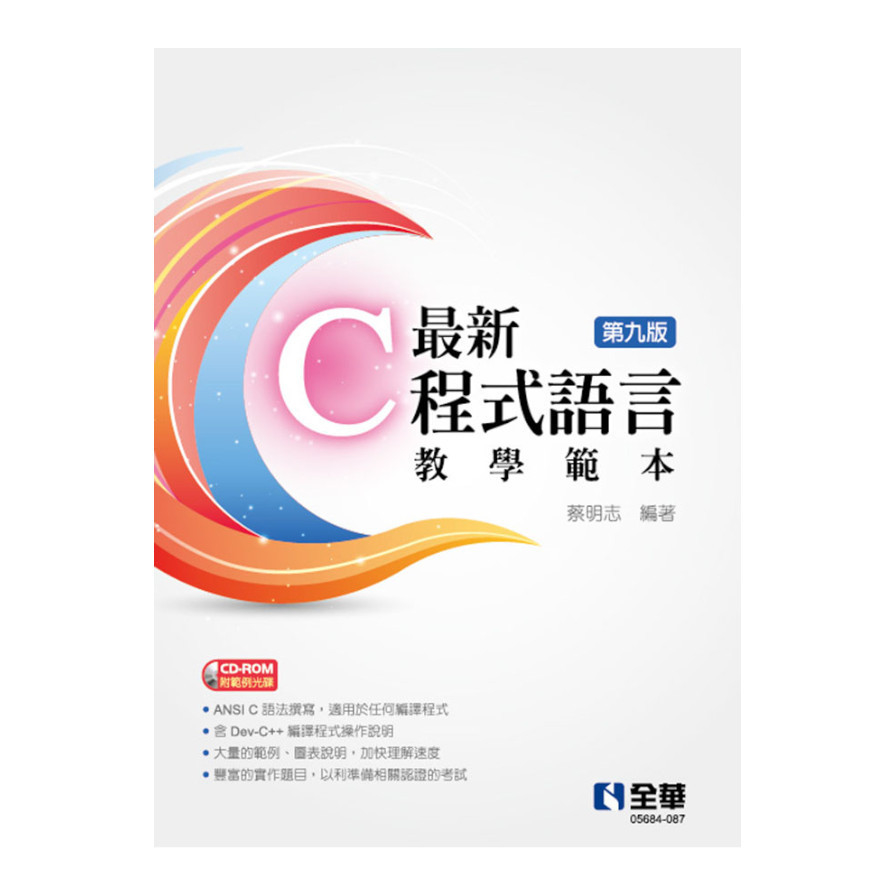 最新
第九版
C程式語言
教學範本
蔡明志 編著
CD-ROM
附範例光碟
• ANSI C 語法撰寫,適用於任何編譯程式
• 含 Dev-C++ 編譯程式操作說明
• 大量的範例、圖表說明,加快理解速度
• 豐富的實作題目,以利準備相關認證的考試
全華
05684-087